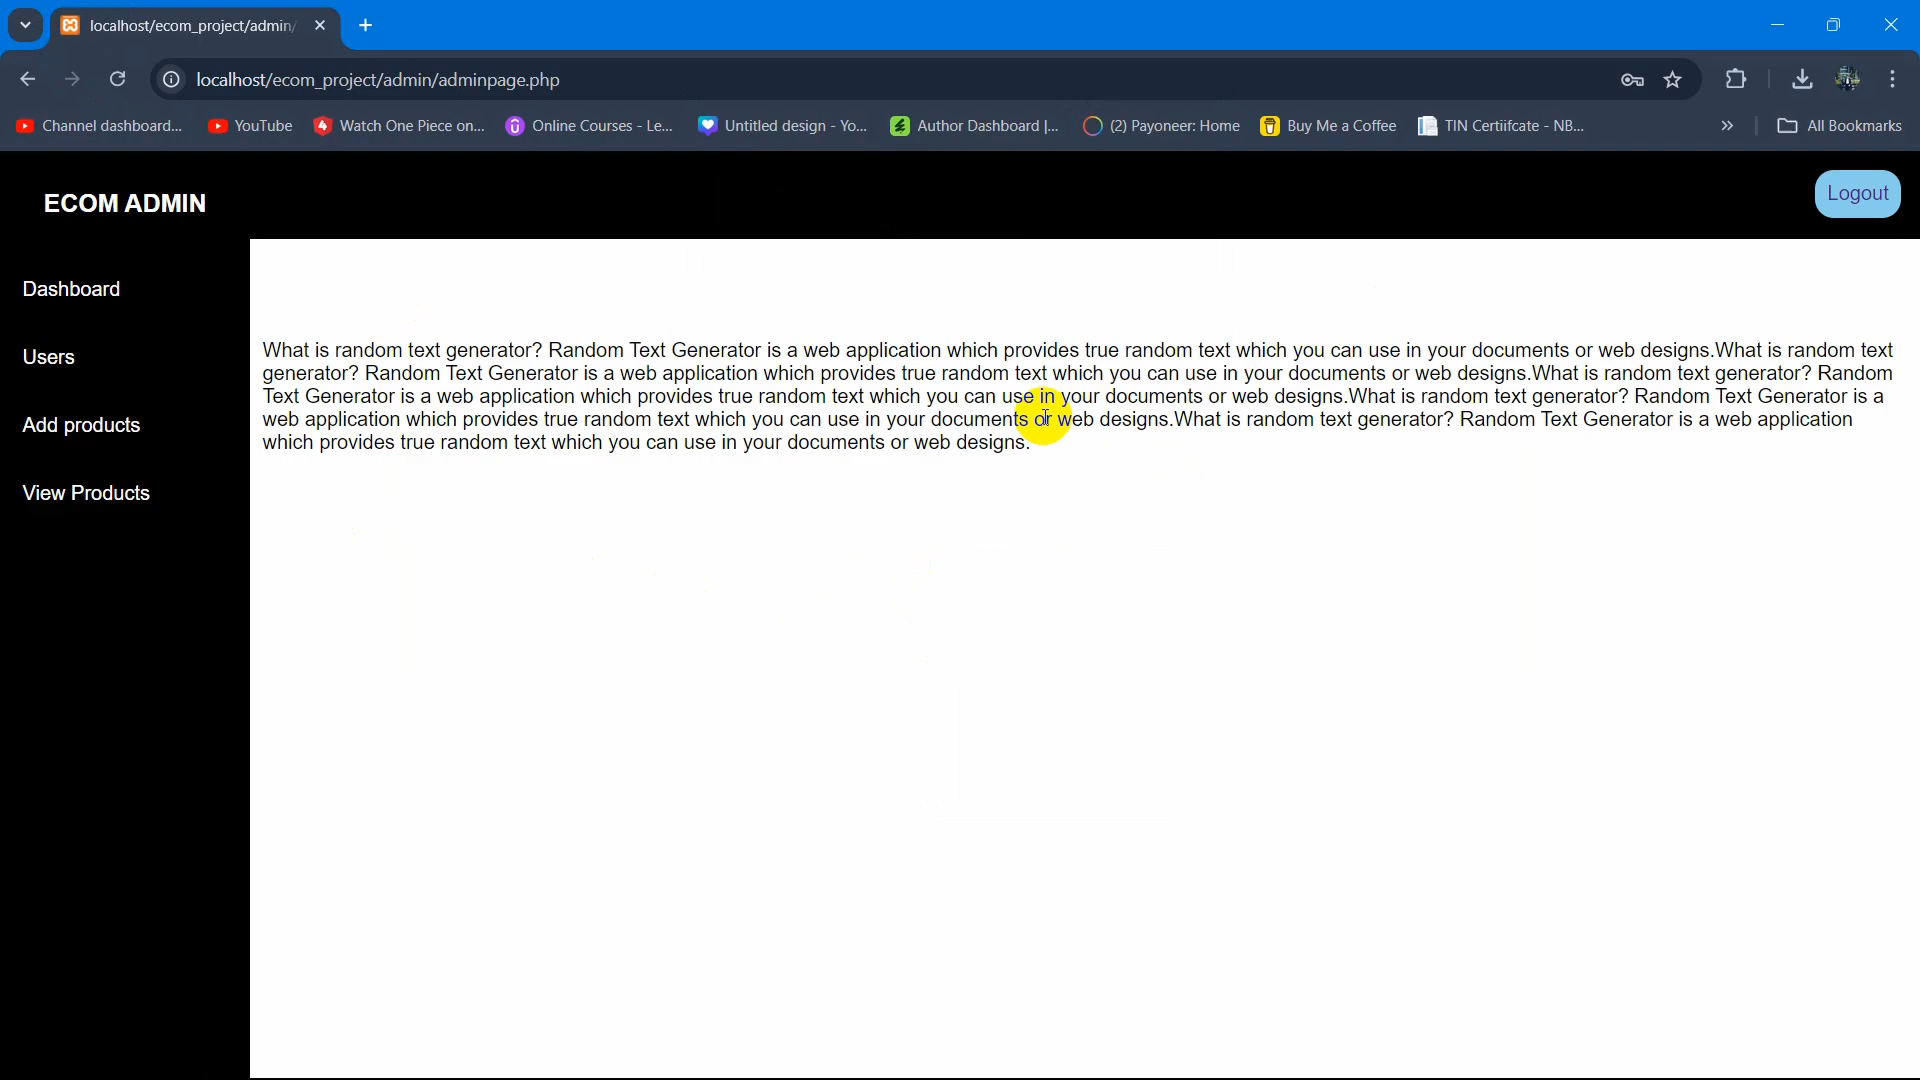 localhost/ecom_project/admin/
localhost/ecom_project/admin/adminpage.php
Channel dashboard... YouTube Watch One Piece on... Online Courses - Le... Untitled design - Yo... Author Dashboard |... (2) Payoneer: Home Buy Me a Coffee TIN Certiifcate - NB... All Bookmarks
ECOM ADMIN
Logout
Dashboard
Users
Add products
View Products
What is random text generator? Random Text Generator is a web application which provides true random text which you can use in your documents or web designs.What is random text
generator? Random Text Generator is a web application which provides true random text which you can use in your documents or web designs.What is random text generator? Random
Text Generator is a web application which provides true random text which you can use in your documents or web designs.What is random text generator? Random Text Generator is a
web application which provides true random text which you can use in your documents or web designs.What is random text generator? Random Text Generator is a web application
which provides true random text which you can use in your documents or web designs.